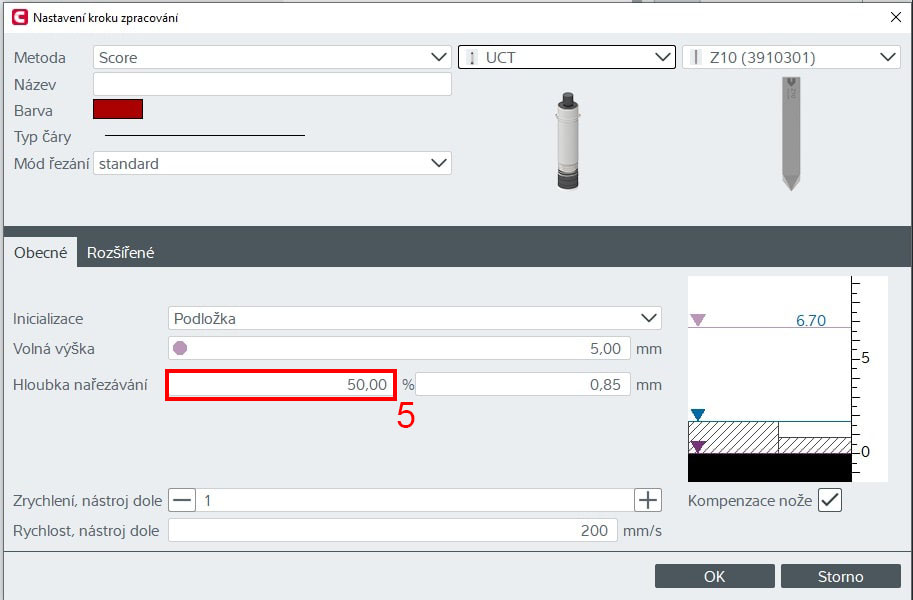 Nastavení kroku zpracování
Metoda Score UCT Z10 (3910301)
Název
Barva
Typ čáry
Mód řezání standard
Obecné Rozšířené
Inicializace Podložka
Volná výška 5,00 mm
Hloubka nařezávání 50,00 % 0,85 mm
5
6.70
5
0
Zrychlení, nástroj dole 1 Kompenzace nože
Rychlost, nástroj dole 200 mm/s
OK Storno